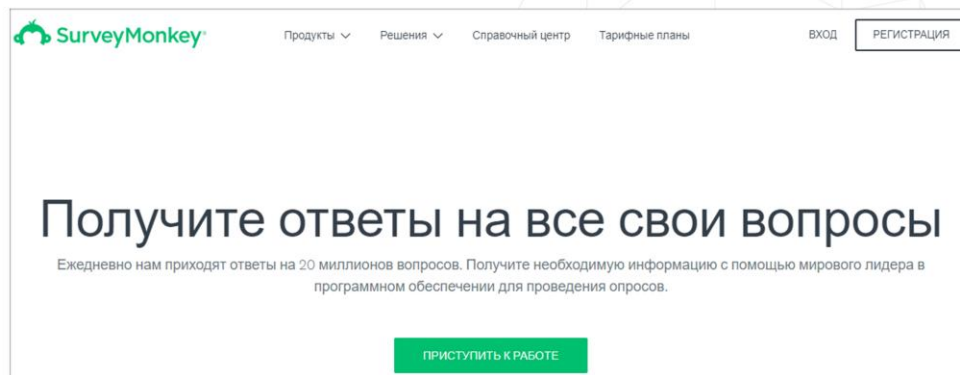 SurveyMonkey
Продукты Решения Справочный центр Тарифные планы ВХОД РЕГИСТРАЦИЯ
Получите ответы на все свои вопросы
Ежедневно нам приходят ответы на 20 миллионов вопросов. Получите необходимую информацию с помощью мирового лидера в
программном обеспечении для проведения опросов.
ПРИСТУПИТЬ К РАБОТЕ